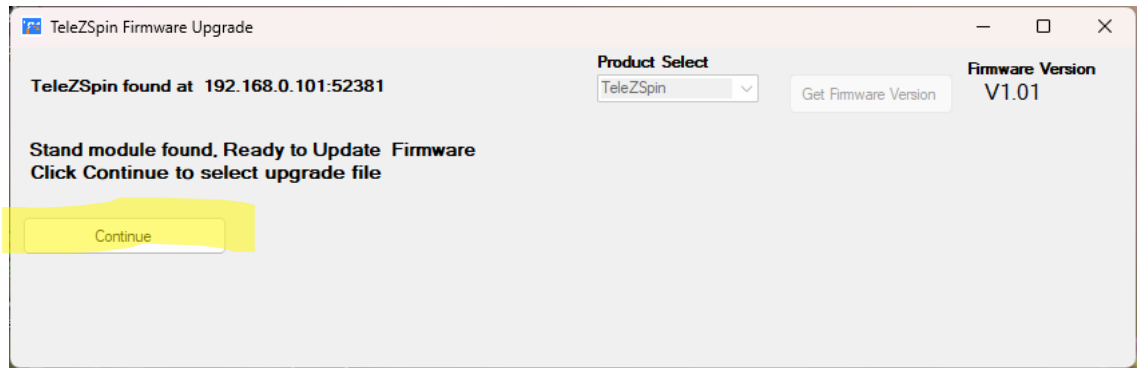 TeleZSpin Firmware Upgrade
Product Select
Firmware Version
TeleZSpin found at 192.168.0.101:52381
TeleZSpin
Get Firmware Version
V1.01
Stand module found, Ready to Update Firmware
Click Continue to select upgrade file
Continue